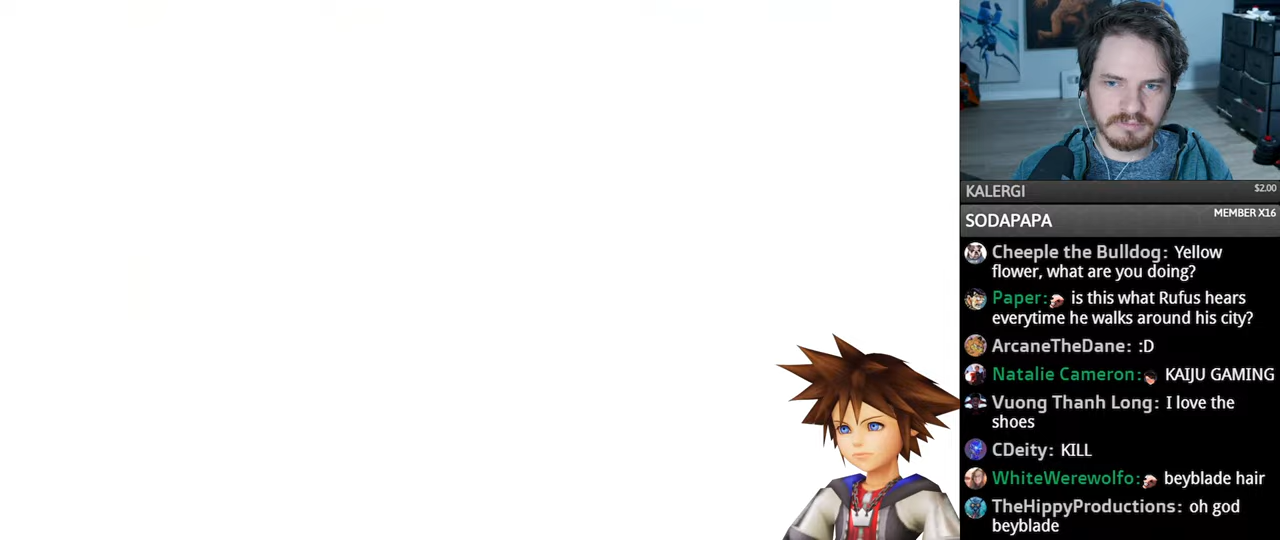 KALERGI $2.00
SODAPAPA MEMBER X16
Cheeple the Bulldog: Yellow
flower, what are you doing?
Paper: is this what Rufus hears
everytime he walks around his city?
ArcaneTheDane: :D
Natalie Cameron: KAIJU GAMING
Vuong Thanh Long: I love the
shoes
CDeity: KILL
WhiteWerewolfo: beyblade hair
TheHippyProductions: oh god
beyblade